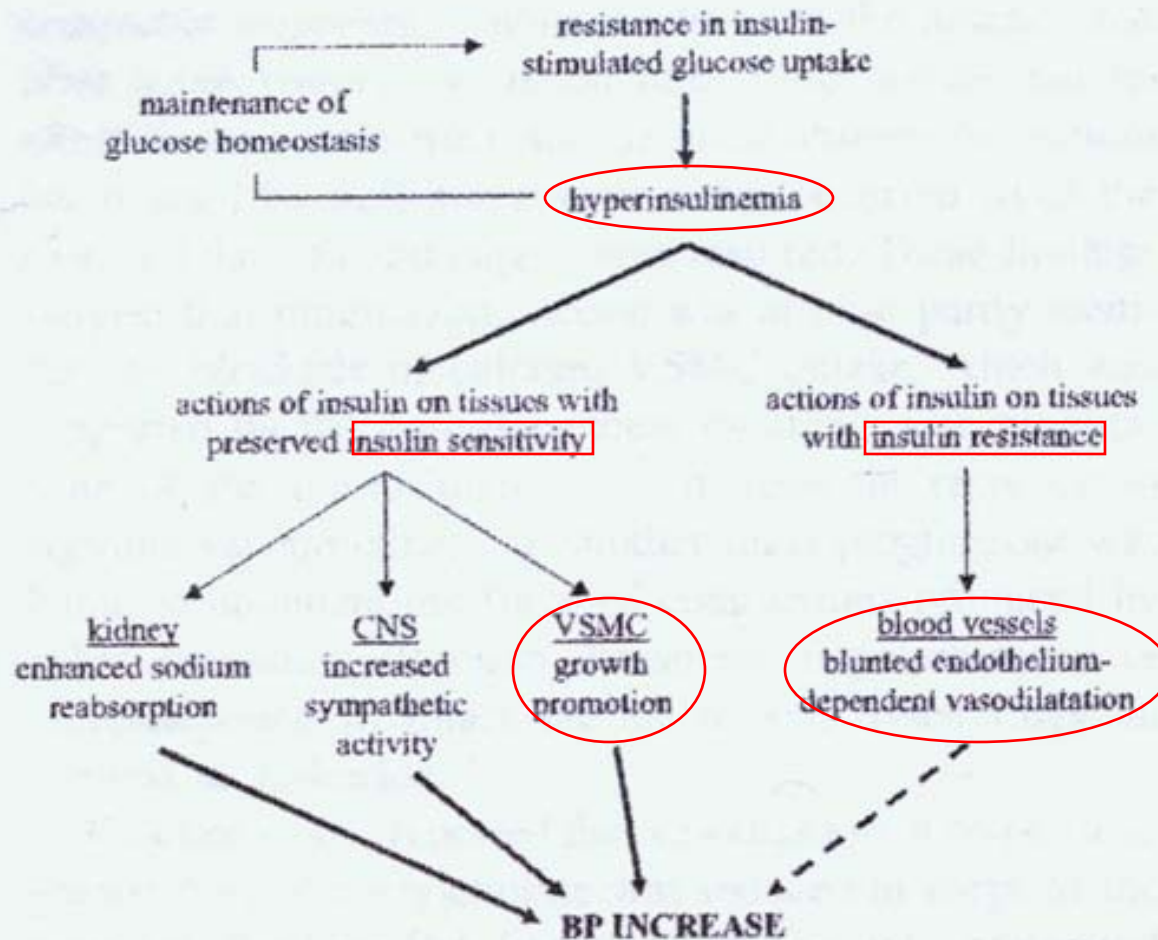 resistance in insulin-
stimulated glucose uptake
maintenance of
glucose homeostasis
hyperinsulinemia
actions of insulin on tissues with
preserved insulin sensitivity
actions of insulin on tissues
with insulin resistance
kidney
enhanced sodium
reabsorption
CNS
increased
sympathetic
activity
VSMC
growth
promotion
blood vessels
blunted endothelium-
dependent vasodilatation
BP INCREASE